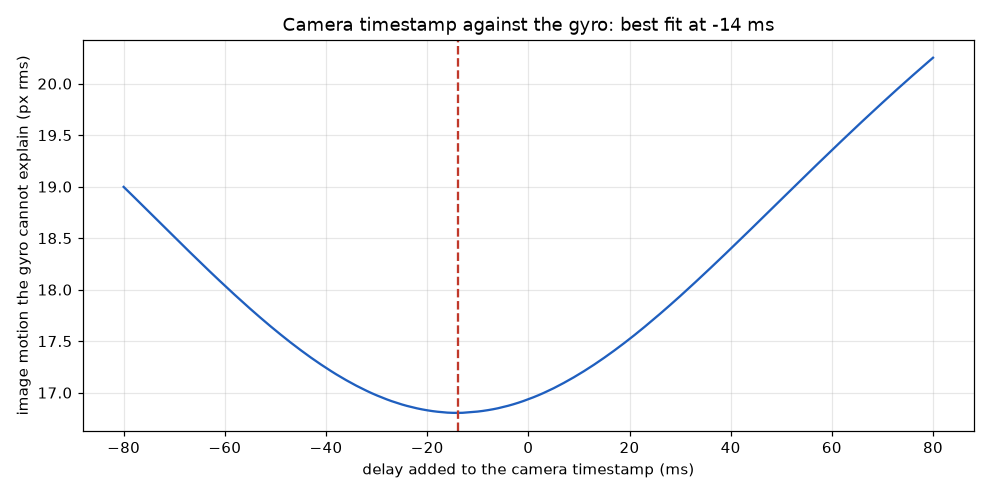 Camera timestamp against the gyro: best fit at -14 ms
image motion the gyro cannot explain (px rms)
20.0
19.5
19.0
18.5
18.0
17.5
17.0
−80 −60 −40 −20 0 20 40 60 80
delay added to the camera timestamp (ms)